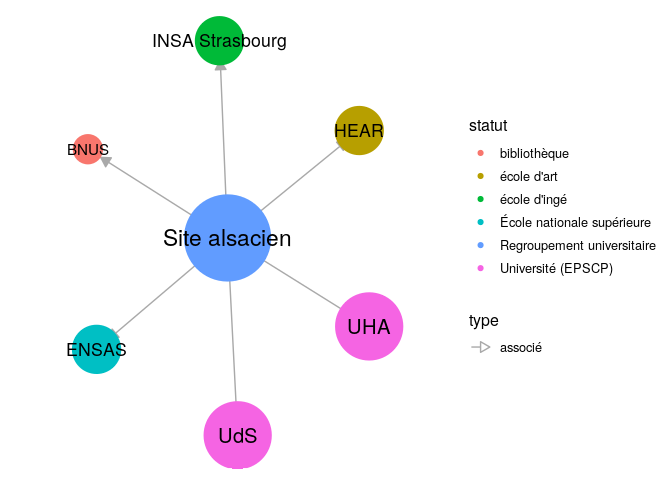 INSA Strasbourg
HEAR
BNUS
Site alsacien
UHA
ENSAS
UdS
statut
bibliothèque
école d'art
école d'ingé
École nationale supérieure
Regroupement universitaire
Université (EPSCP)
type
associé